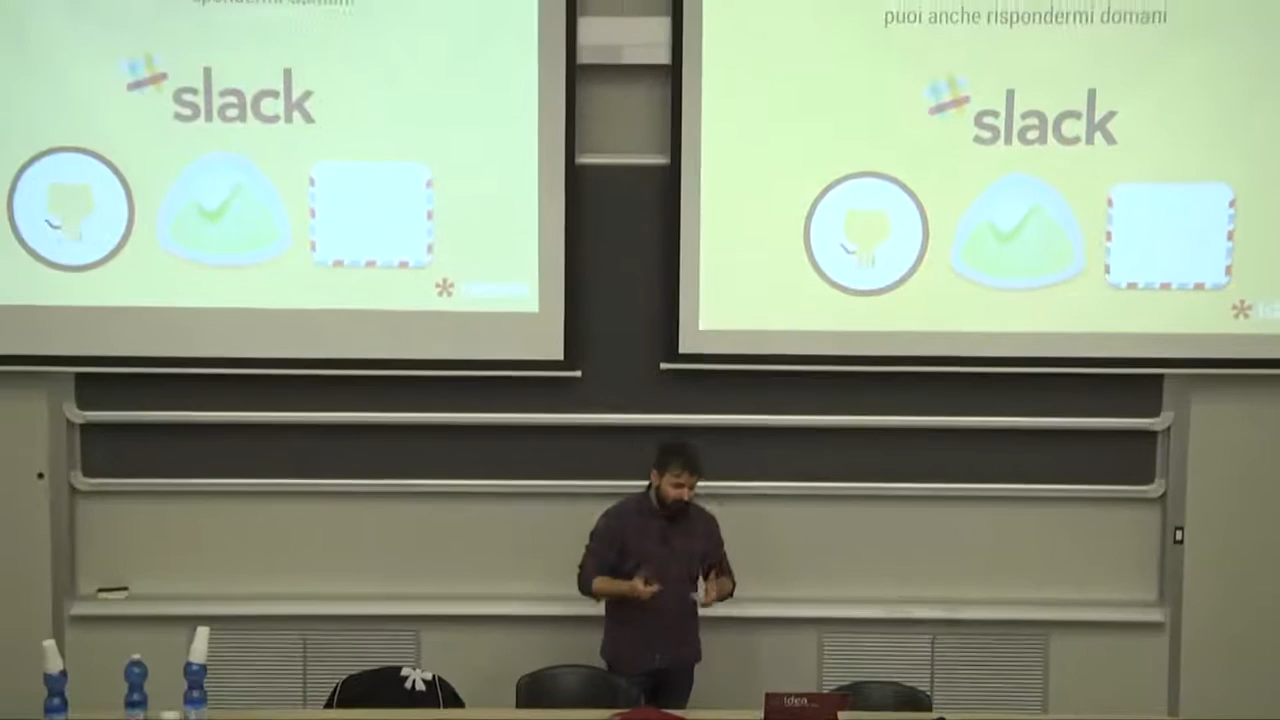 puoi anche rispondermi domani
slack
slack
idea